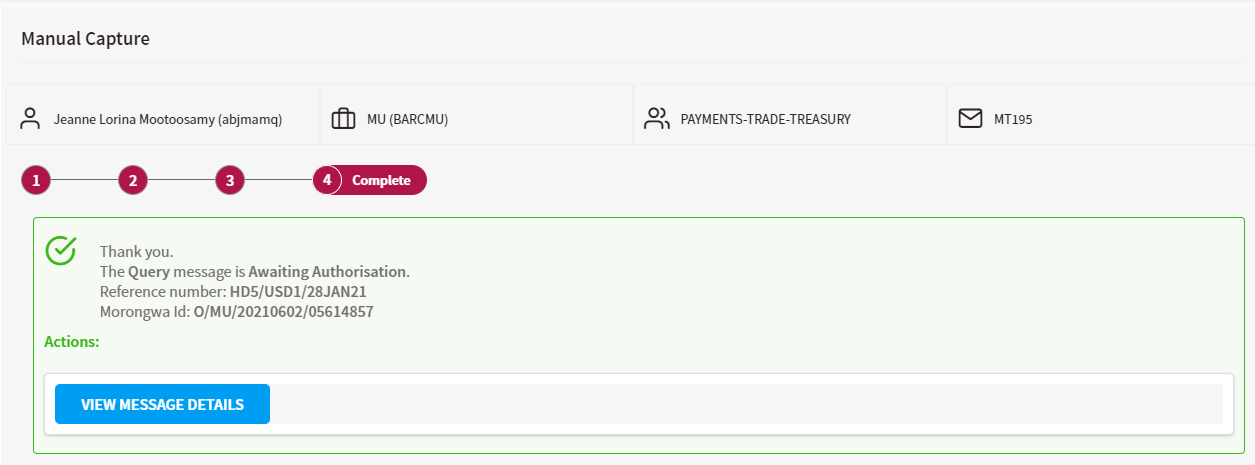 Manual Capture
Jeanne Lorina Mootoosamy (abjmamq)
MU (BARCMU)
PAYMENTS-TRADE-TREASURY
MT195
1
2
3
4 Complete
Thank you.
The Query message is Awaiting Authorisation.
Reference number: HD5/USD1/28JAN21
Morongwa Id: O/MU/20210602/05614857
Actions:
VIEW MESSAGE DETAILS